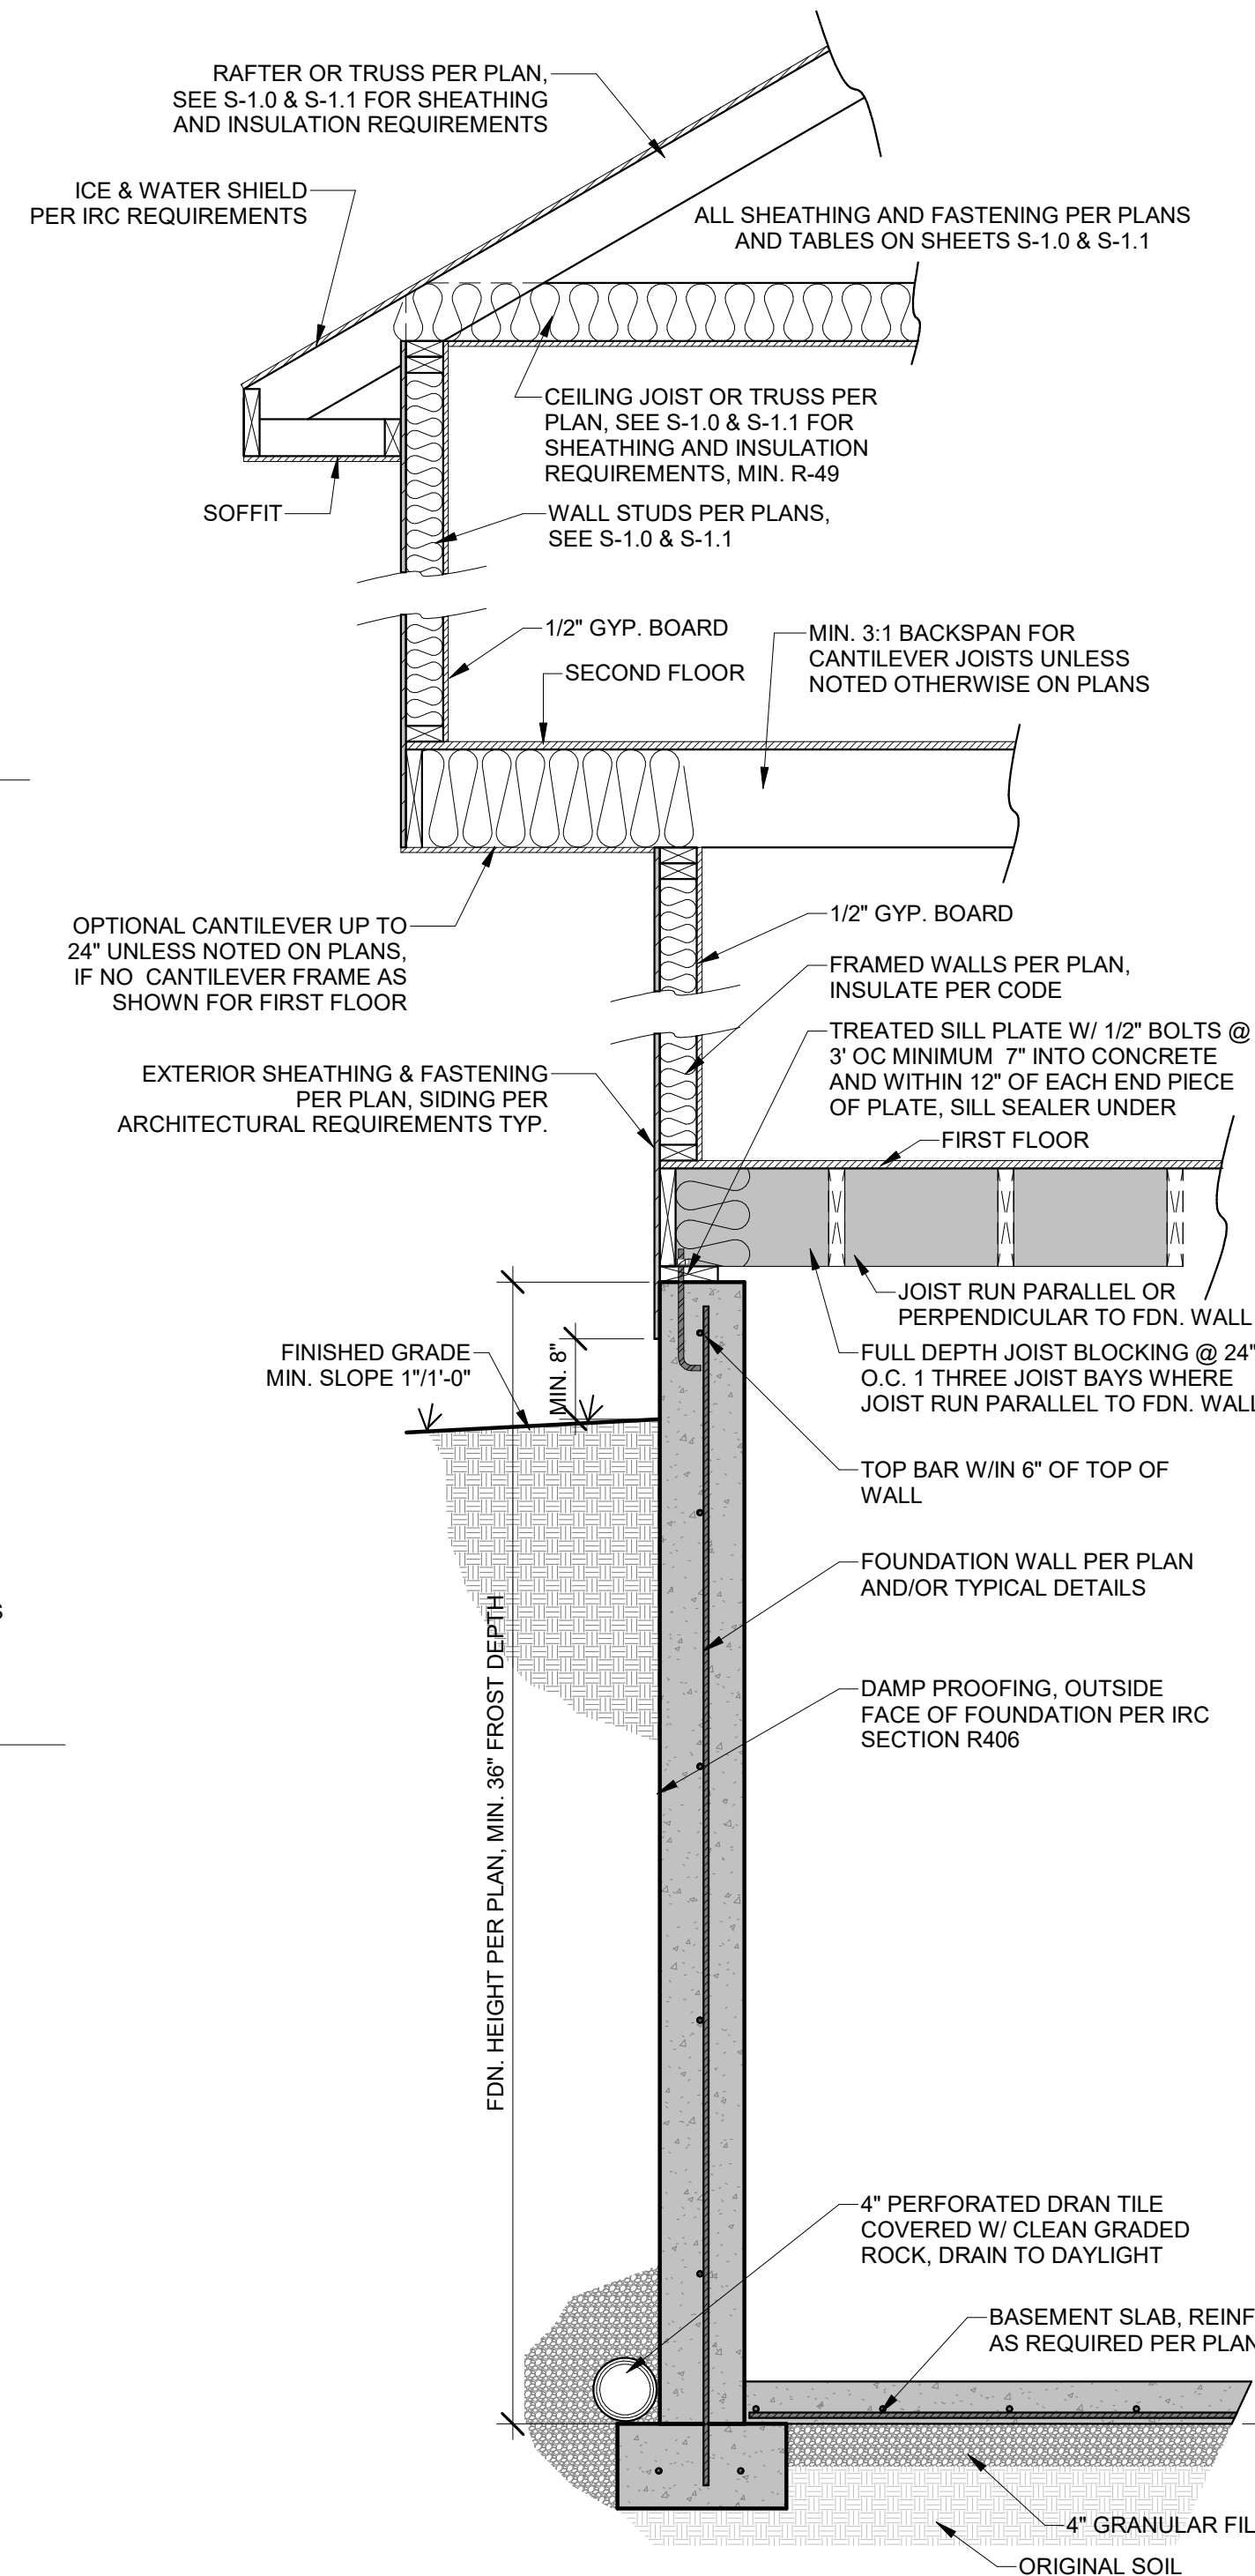 RAFTER OR TRUSS PER PLAN,
SEE S-1.0 & S-1.1 FOR SHEATHING
AND INSULATION REQUIREMENTS
ICE & WATER SHIELD
PER IRC REQUIREMENTS
ALL SHEATHING AND FASTENING PER PLANS
AND TABLES ON SHEETS S-1.0 & S-1.1
CEILING JOIST OR TRUSS PER
PLAN, SEE S-1.0 & S-1.1 FOR
SHEATHING AND INSULATION
REQUIREMENTS, MIN. R-49
SOFFIT
WALL STUDS PER PLANS,
SEE S-1.0 & S-1.1
1/2" GYP. BOARD
SECOND FLOOR
MIN. 3:1 BACKSPAN FOR
CANTILEVER JOISTS UNLESS
NOTED OTHERWISE ON PLANS
OPTIONAL CANTILEVER UP TO
24" UNLESS NOTED ON PLANS,
IF NO CANTILEVER FRAME AS
SHOWN FOR FIRST FLOOR
1/2" GYP. BOARD
FRAMED WALLS PER PLAN,
INSULATE PER CODE
TREATED SILL PLATE W/ 1/2" BOLTS @
3' OC MINIMUM 7" INTO CONCRETE
AND WITHIN 12" OF EACH END PIECE
OF PLATE, SILL SEALER UNDER
EXTERIOR SHEATHING & FASTENING
PER PLAN, SIDING PER
ARCHITECTURAL REQUIREMENTS TYP.
FIRST FLOOR
JOIST RUN PARALLEL OR
PERPENDICULAR TO FDN. WALL
FINISHED GRADE
MIN. SLOPE 1"/1'-0"
MIN. 8"
FULL DEPTH JOIST BLOCKING @ 24"
O.C. 1 THREE JOIST BAYS WHERE
JOIST RUN PARALLEL TO FDN. WALL
TOP BAR W/IN 6" OF TOP OF
WALL
FOUNDATION WALL PER PLAN
AND/OR TYPICAL DETAILS
S
DAMP PROOFING, OUTSIDE
FACE OF FOUNDATION PER IRC
SECTION R406
FDN. HEIGHT PER PLAN, MIN. 36" FROST DEPTH
4" PERFORATED DRAN TILE
COVERED W/ CLEAN GRADED
ROCK, DRAIN TO DAYLIGHT
BASEMENT SLAB, REINF
AS REQUIRED PER PLAN
4" GRANULAR FIL
ORIGINAL SOIL